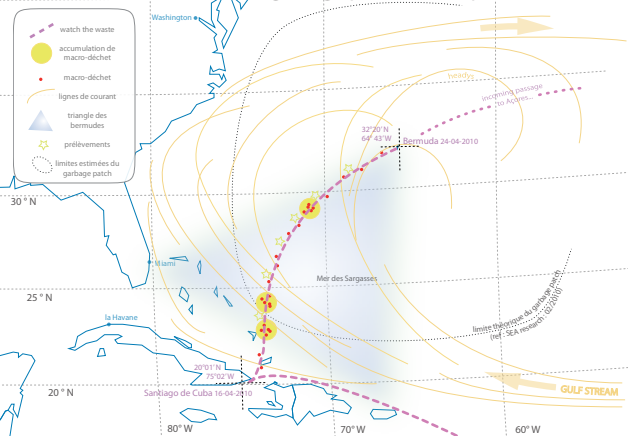 watch the waste
accumulation de
macro-déchet
macro-déchet
lignes de courant
triangle des
bermudes
prélèvements
limites estimées du
garbage patch
Washington
30° N
25° N
20° N
80°W
70°W
60°W
Miami
la Havane
32°20' N
64° 43' W
Bermuda 24-04-2010
incoming passage
to Açores...
Mer des Sargasses
limite théorique du garbage patch
(ref : SEA research : 02/2010)
20°01' N
75°02' W
Santiago de Cuba 16-04-2010
GULF STREAM